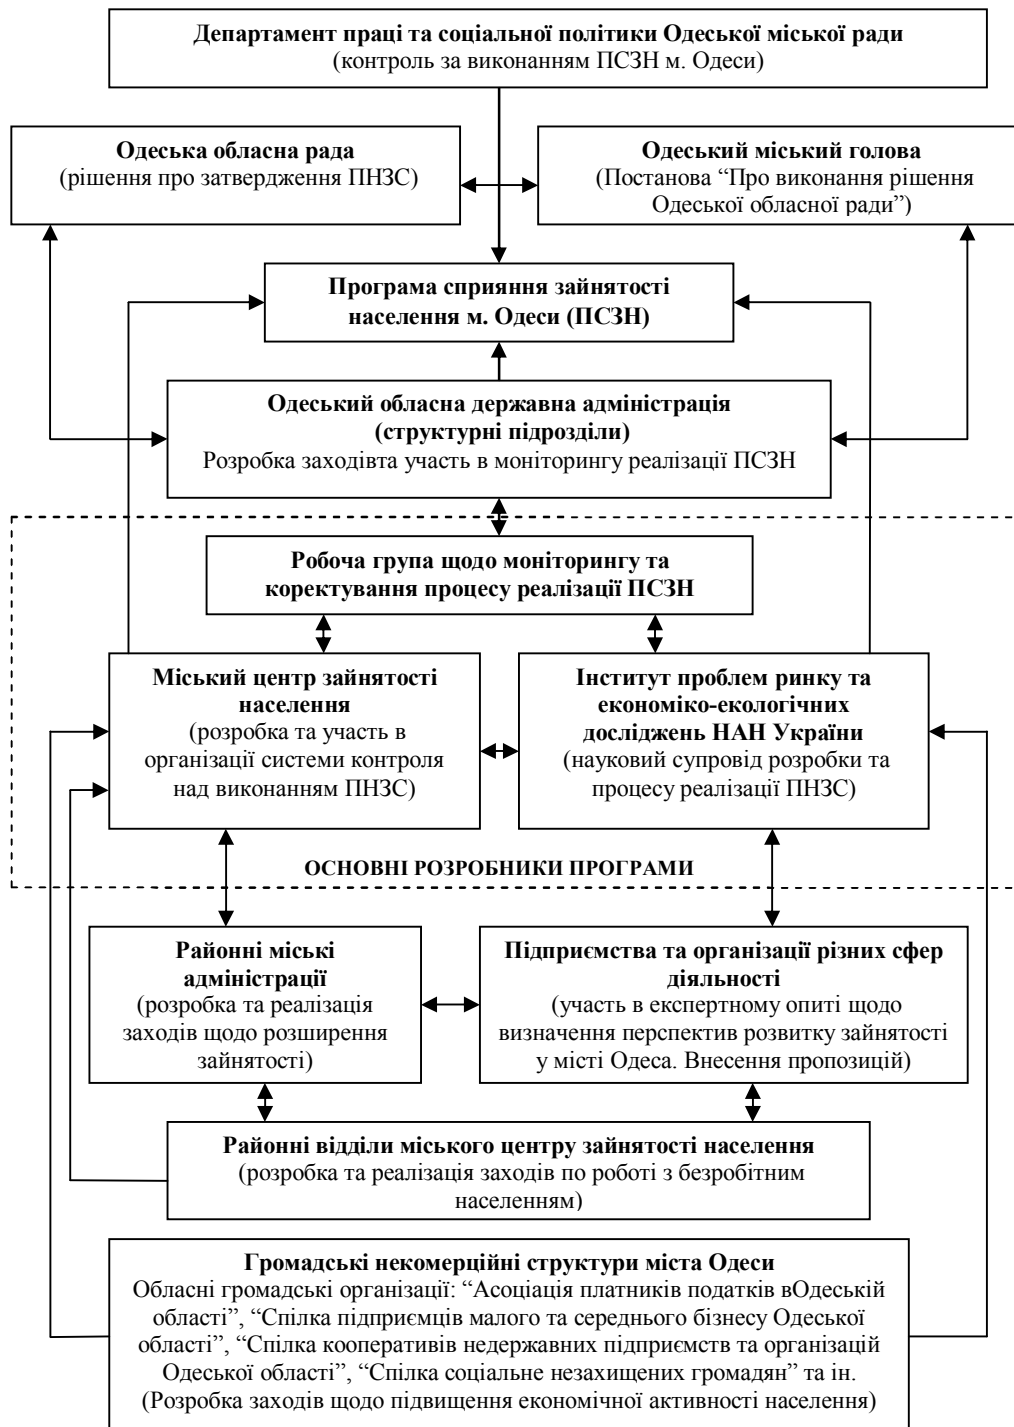 Департамент праці та соціальної політики Одеської міської ради
(контроль за виконанням ПСЗН м. Одеси)
Одеська обласна рада
(рішення про затвердження ПНЗС)
Одеський міський голова
(Постанова “Про виконання рішення
Одеської обласної ради”)
Програма сприяння зайнятості
населення м. Одеси (ПСЗН)
Одеський обласна державна адміністрація
(структурні підрозділи)
Розробка заходівта участь в моніторингу реалізації ПСЗН
Робоча група щодо моніторингу та
коректування процесу реалізації ПСЗН
Міський центр зайнятості
населення
(розробка та участь в
організації системи контроля
над виконанням ПНЗС)
Інститут проблем ринку та
економіко-екологічних
досліджень НАН України
(науковий супровід розробки та
процесу реалізації ПНЗС)
ОСНОВНІ РОЗРОБНИКИ ПРОГРАМИ
Районні міські
адміністрації
(розробка та реалізація
заходів щодо розширення
зайнятості)
Підприємства та організації різних сфер
діяльності
(участь в експертному опиті щодо
визначення перспектив розвитку зайнятості
у місті Одеса. Внесення пропозицій)
Районні відділи міського центру зайнятості населення
(розробка та реалізація заходів по роботі з безробітним
населенням)
Громадські некомерційні структури міста Одеси
Обласні громадські організації: “Асоціація платників податків вОдеській
області”, “Спілка підприємців малого та середнього бізнесу Одеської
області”, “Спілка кооперативів недержавних підприємств та організацій
Одеської області”, “Спілка соціальне незахищених громадян” та ін.
(Розробка заходів щодо підвищення економічної активності населення)